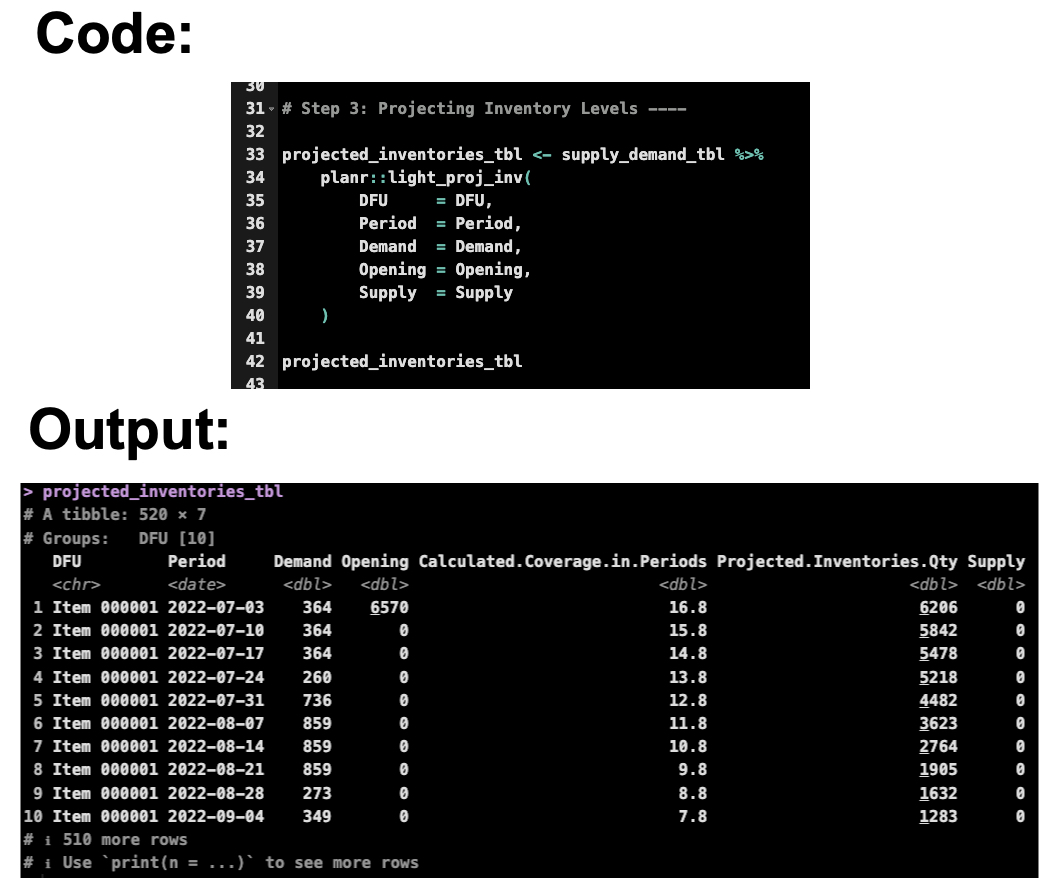 Code:
30
31 # Step 3: Projecting Inventory Levels ----
32
33 projected_inventories_tbl <- supply_demand_tbl %>%
34     planr::light_proj_inv(
35         DFU     = DFU,
36         Period  = Period,
37         Demand  = Demand,
38         Opening = Opening,
39         Supply  = Supply
40     )
41
42 projected_inventories_tbl
43
Output:
> projected_inventories_tbl
# A tibble: 520 × 7
# Groups:   DFU [10]
   DFU         Period     Demand Opening Calculated.Coverage.in.Periods Projected.Inventories.Qty Supply
   <chr>       <date>      <dbl>   <dbl>                          <dbl>                     <dbl>  <dbl>
 1 Item 000001 2022-07-03    364    6570                           16.8                      6206      0
 2 Item 000001 2022-07-10    364       0                           15.8                      5842      0
 3 Item 000001 2022-07-17    364       0                           14.8                      5478      0
 4 Item 000001 2022-07-24    260       0                           13.8                      5218      0
 5 Item 000001 2022-07-31    736       0                           12.8                      4482      0
 6 Item 000001 2022-08-07    859       0                           11.8                      3623      0
 7 Item 000001 2022-08-14    859       0                           10.8                      2764      0
 8 Item 000001 2022-08-21    859       0                            9.8                      1905      0
 9 Item 000001 2022-08-28    273       0                            8.8                      1632      0
10 Item 000001 2022-09-04    349       0                            7.8                      1283      0
# ℹ 510 more rows
# ℹ Use `print(n = ...)` to see more rows